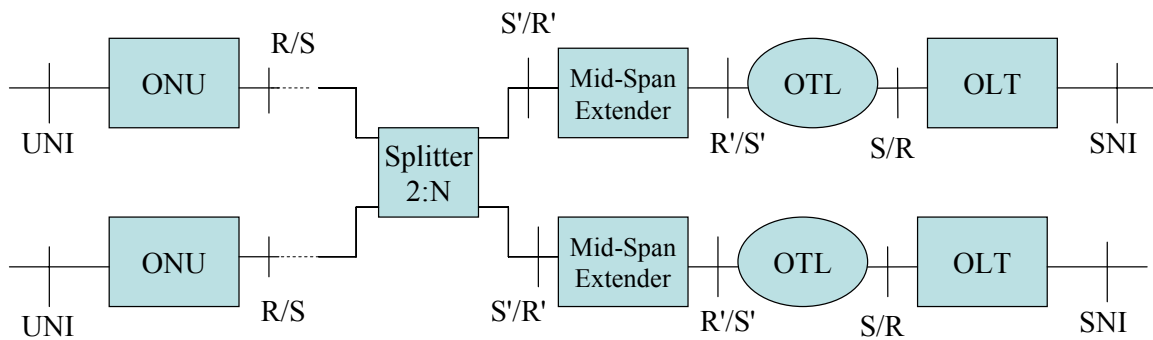 S'/R'
R/S
ONU
Mid-Span
Extender
OTL
OLT
UNI
R'/S'
S/R
SNI
Splitter
2:N
ONU
Mid-Span
Extender
OTL
OLT
R/S
S'/R'
R'/S'
S/R
UNI
SNI